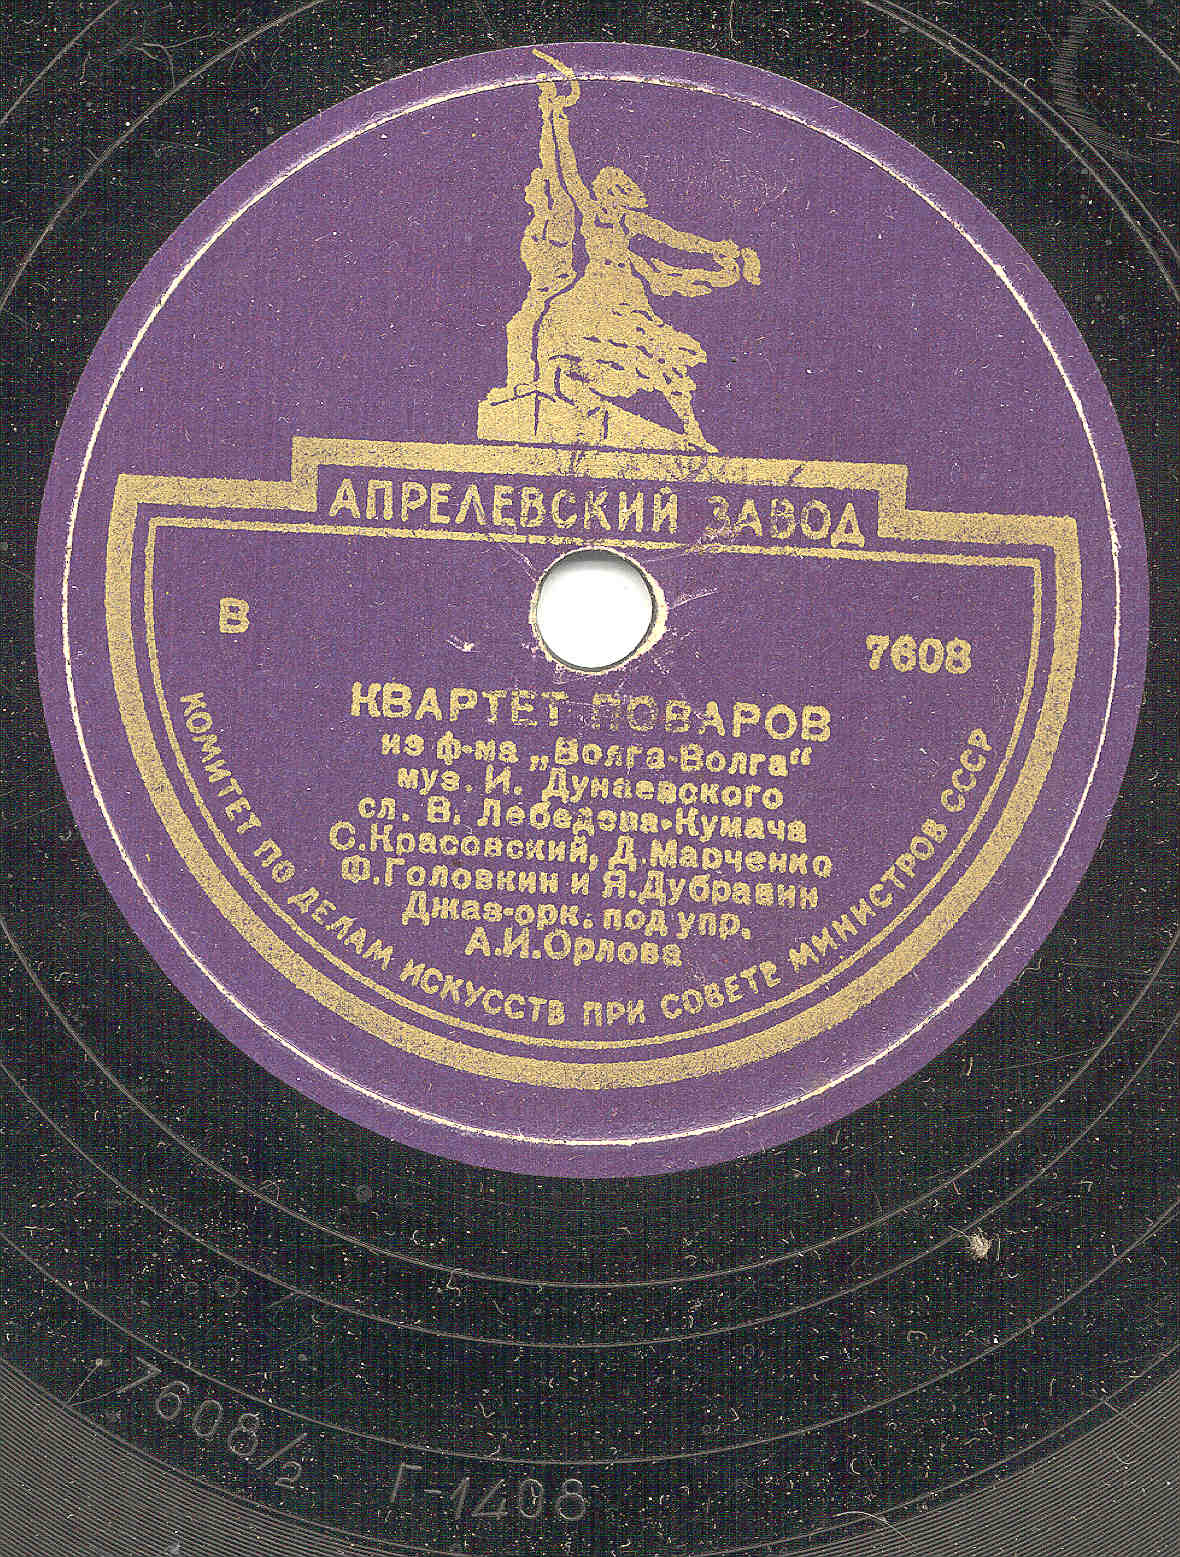 АПРЕЛЕВСКИЙ ЗАВОД
В
7608
КВАРТЕТ ПОВАРОВ
из ф-ма „Волга-Волга“
муз. И. Дунаевского
сл. В. Лебедева-Кумача
С.Красовский, Д.Марченко
Ф.Головкин и Я.Дубравин
Джаз-орк. под упр.
А.И.Орлова
КОМИТЕТ ПО ДЕЛАМ ИСКУССТВ ПРИ СОВЕТЕ МИНИСТРОВ СССР
7608/2 Г-1408